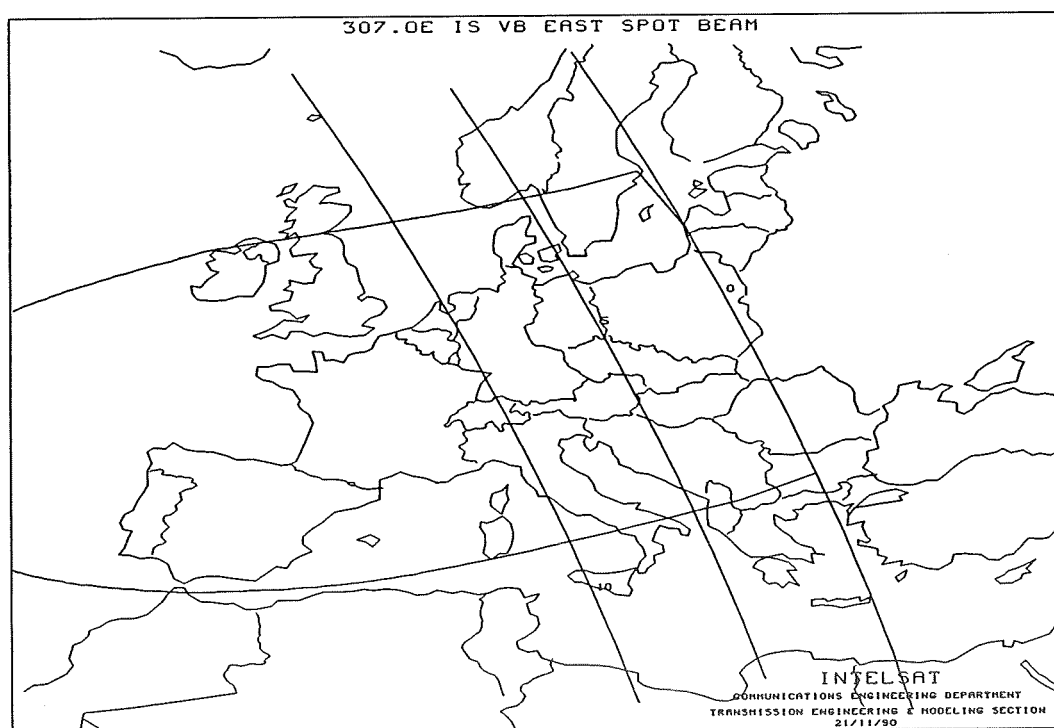 307.0E IS VB EAST SPOT BEAM
0
10
INTELSAT
COMMUNICATIONS ENGINEERING DEPARTMENT
TRANSMISSION ENGINEERING & MODELING SECTION
21/11/90